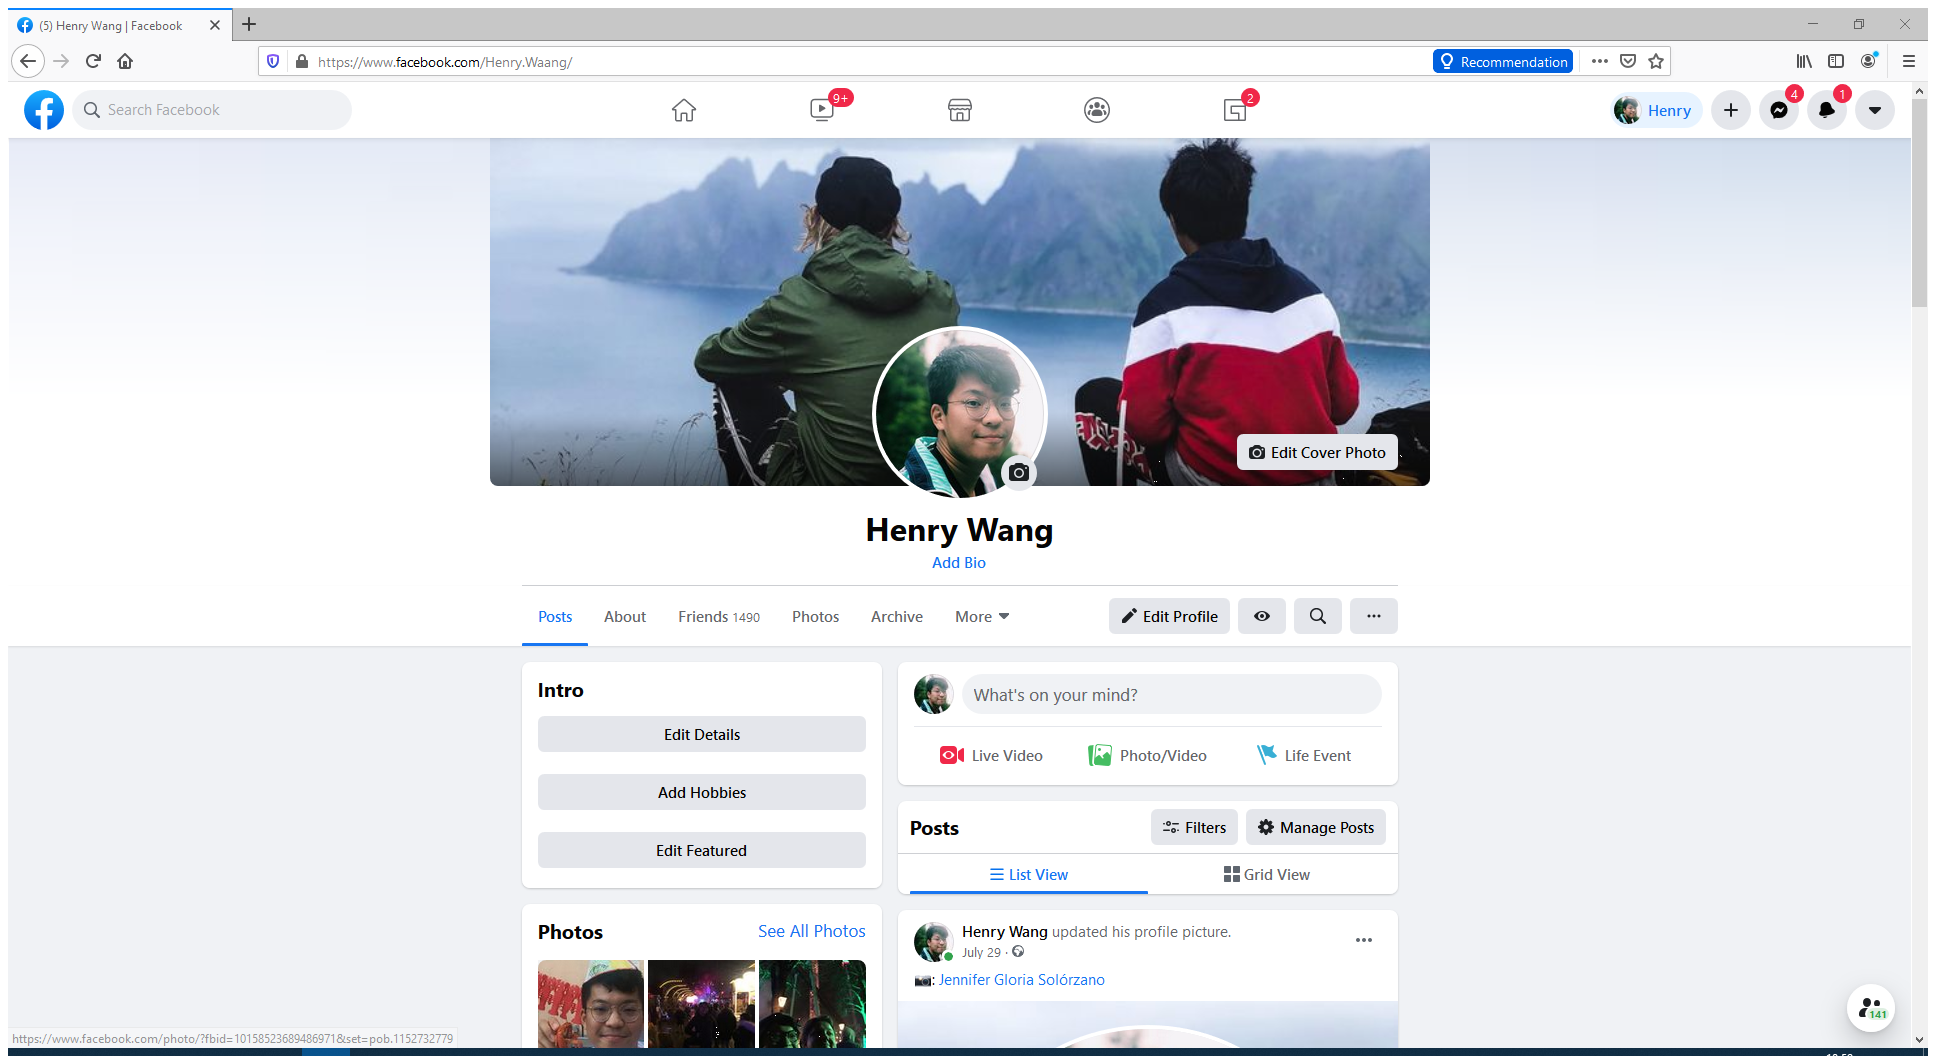 (5) Henry Wang | Facebook
https://www.facebook.com/Henry.Waang/
Recommendation
Search Facebook
9+
2
Henry
4
1
Edit Cover Photo
Henry Wang
Add Bio
Posts
About
Friends 1490
Photos
Archive
More
Edit Profile
Intro
Edit Details
Add Hobbies
Edit Featured
What's on your mind?
Live Video
Photo/Video
Life Event
Posts
Filters
Manage Posts
List View
Grid View
Photos
See All Photos
Henry Wang updated his profile picture.
July 29 ·
: Jennifer Gloria Solórzano
141
https://www.facebook.com/photo/?fbid=10158523689486971&set=pob.1152732779